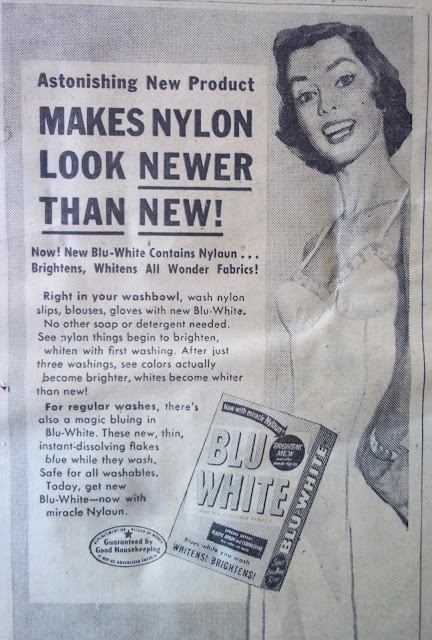 Astonishing New Product
MAKES NYLON
LOOK NEWER
THAN NEW!
Now! New Blu-White Contains Nylaun...
Brightens, Whitens All Wonder Fabrics!
Right in your washbowl, wash nylon
slips, blouses, gloves with new Blu-White.
No other soap or detergent needed.
See nylon things begin to brighten,
whiten with first washing. After just
three washings, see colors actually
become brighter, whites become whiter
than new!
For regular washes, there's
also a magic bluing in
Blu-White. These new, thin,
instant-dissolving flakes
blue while they wash.
Safe for all washables.
Today, get new
Blu-White—now with
miracle Nylaun.
Guaranteed by
Good Housekeeping
Now with miracle Nylaun!
BLU
WHITE
BRIGHTENS
Blues while you wash
WHITENS! BRIGHTENS!
BLU-WHITE